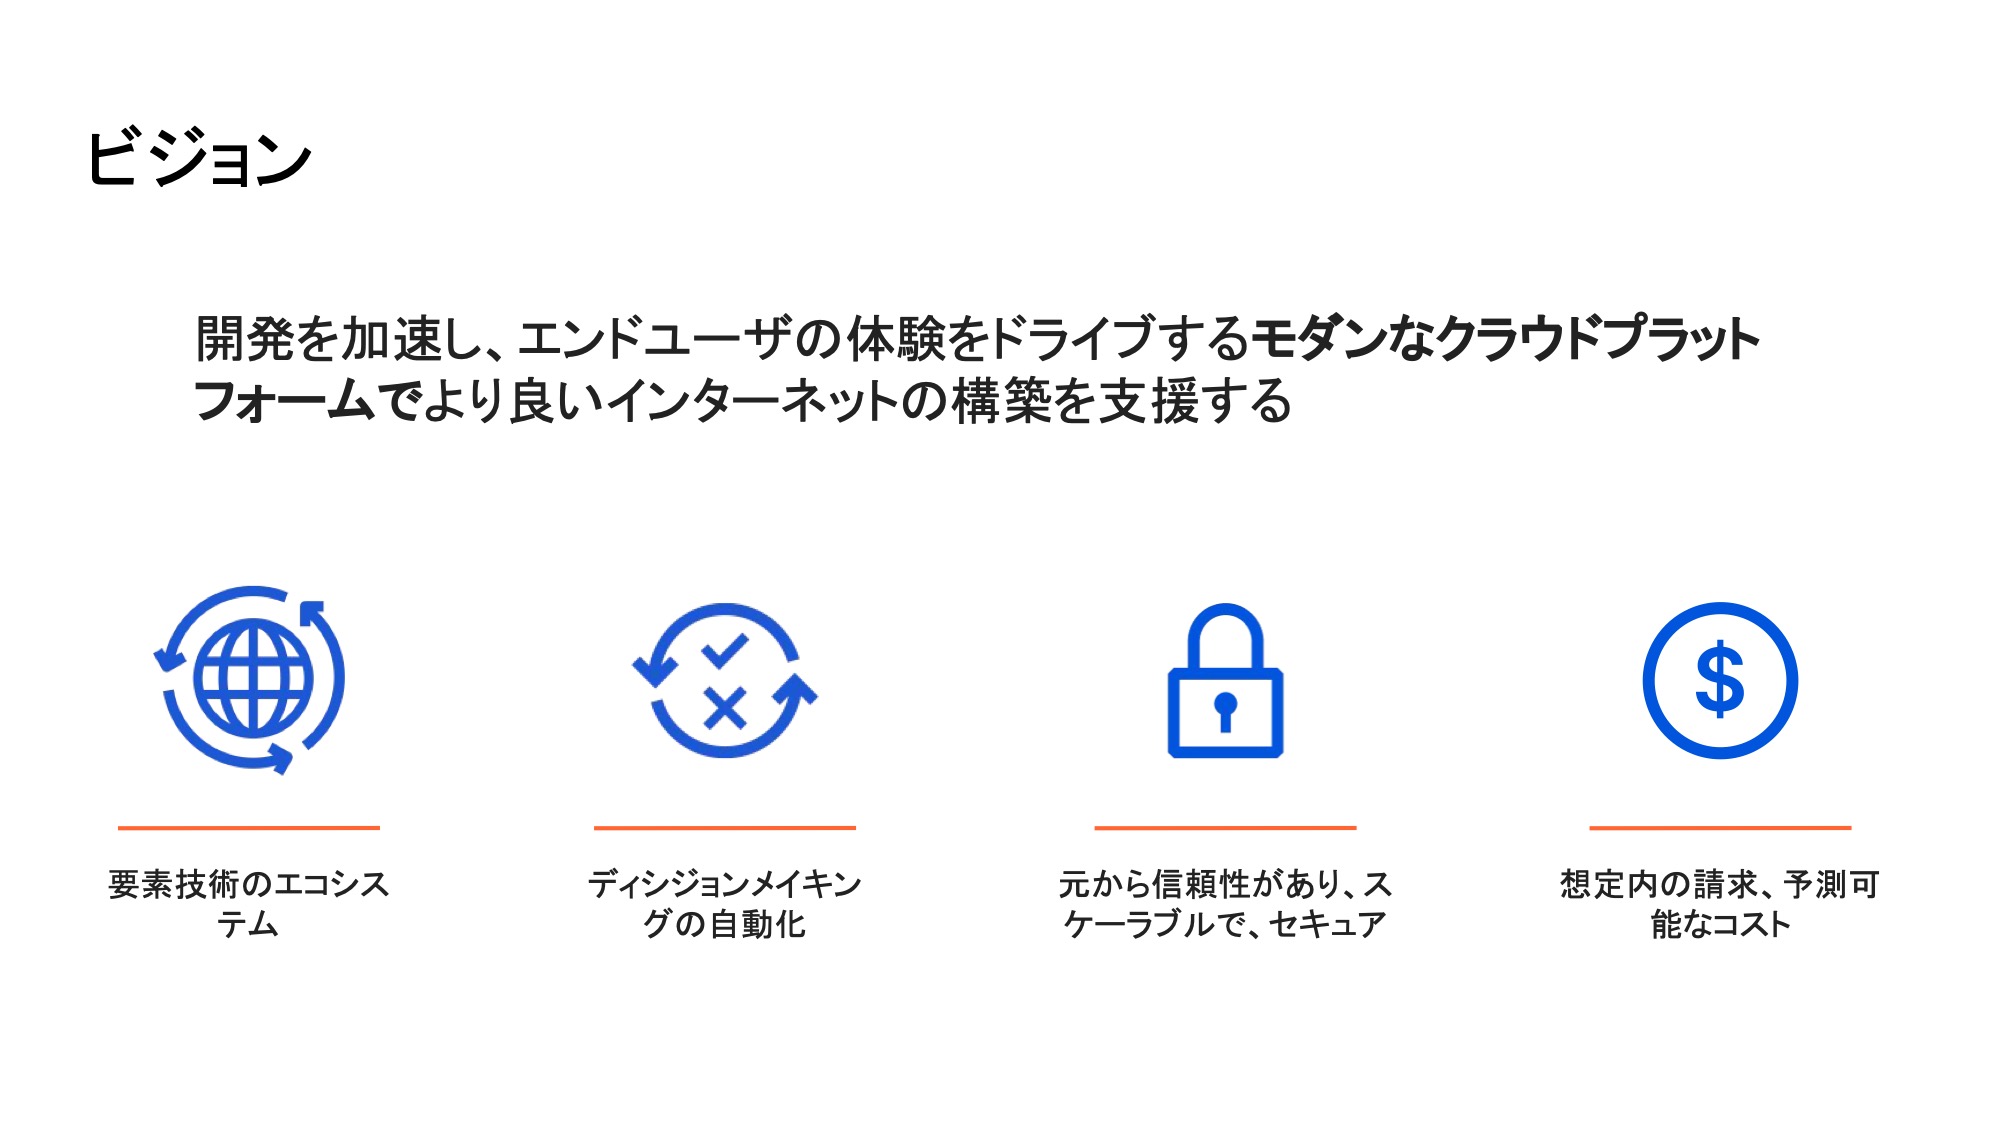 ビジョン
開発を加速し、エンドユーザの体験をドライブするモダンなクラウドプラット
フォームでより良いインターネットの構築を支援する
$
要素技術のエコシス
テム
ディシジョンメイキン
グの自動化
元から信頼性があり、ス
ケーラブルで、セキュア
想定内の請求、予測可
能なコスト